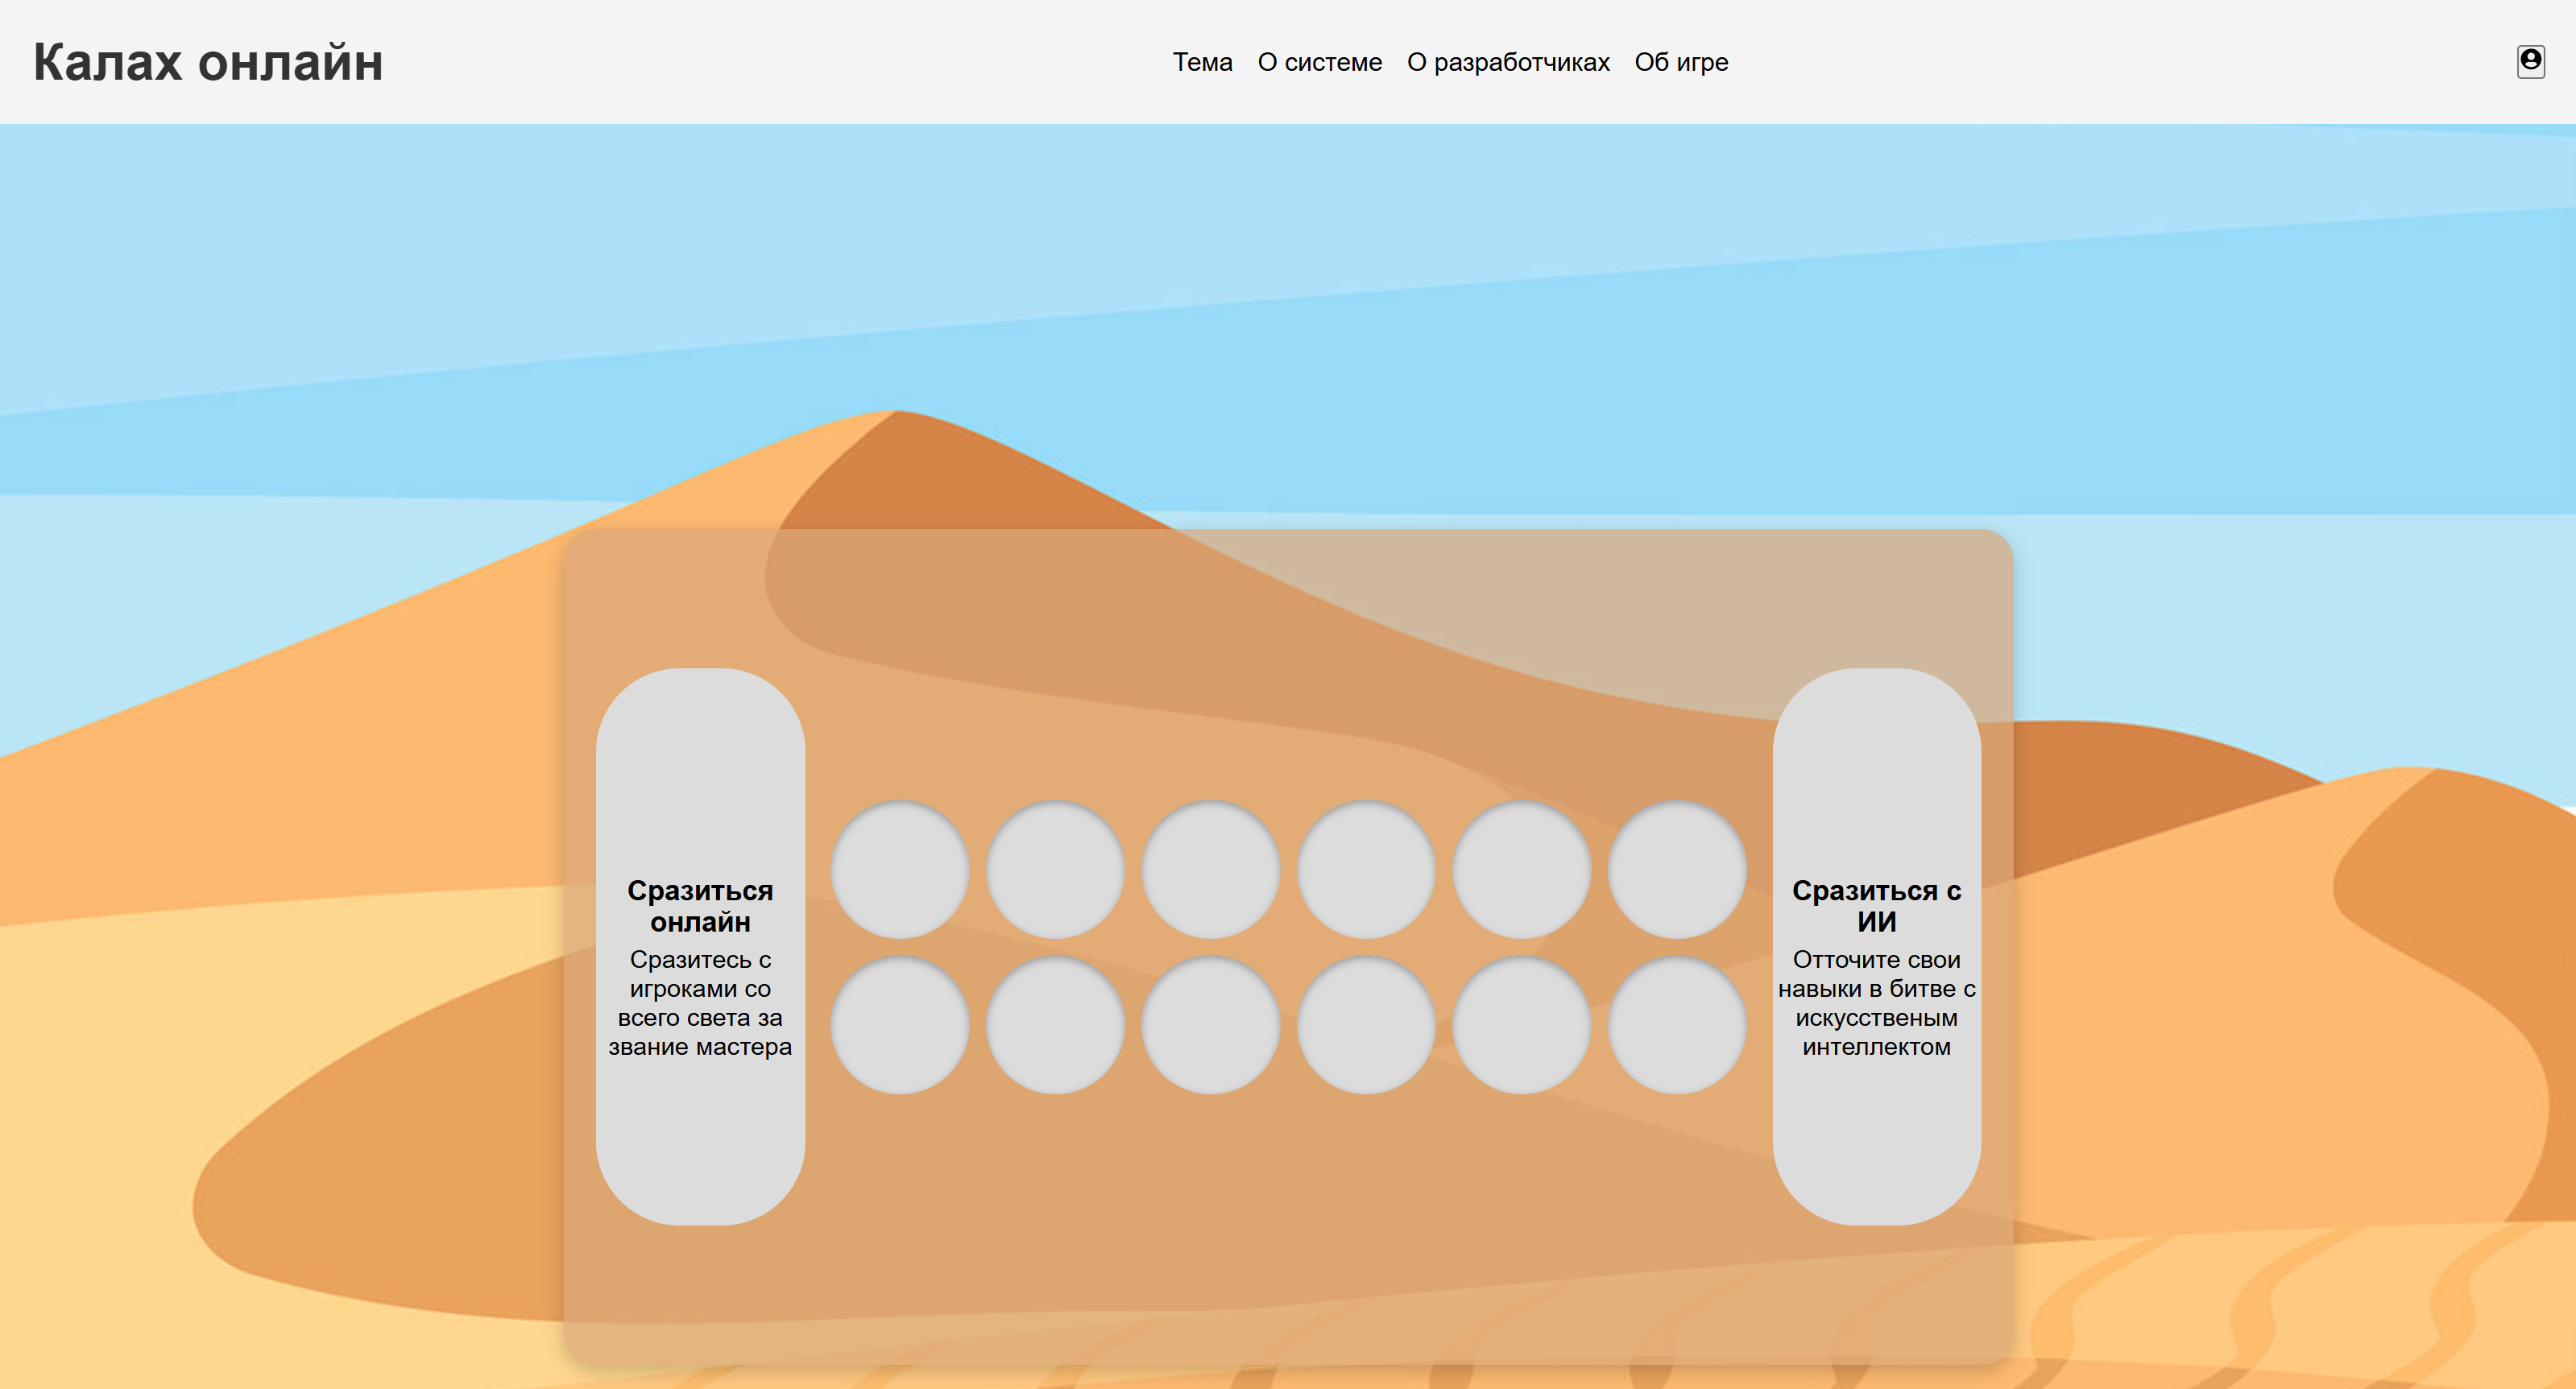 Калах онлайн
Тема О системе О разработчиках Об игре
Сразиться
онлайн
Сразитесь с
игроками со
всего света за
звание мастера
Сразиться с
ИИ
Отточите свои
навыки в битве с
искусственым
интеллектом